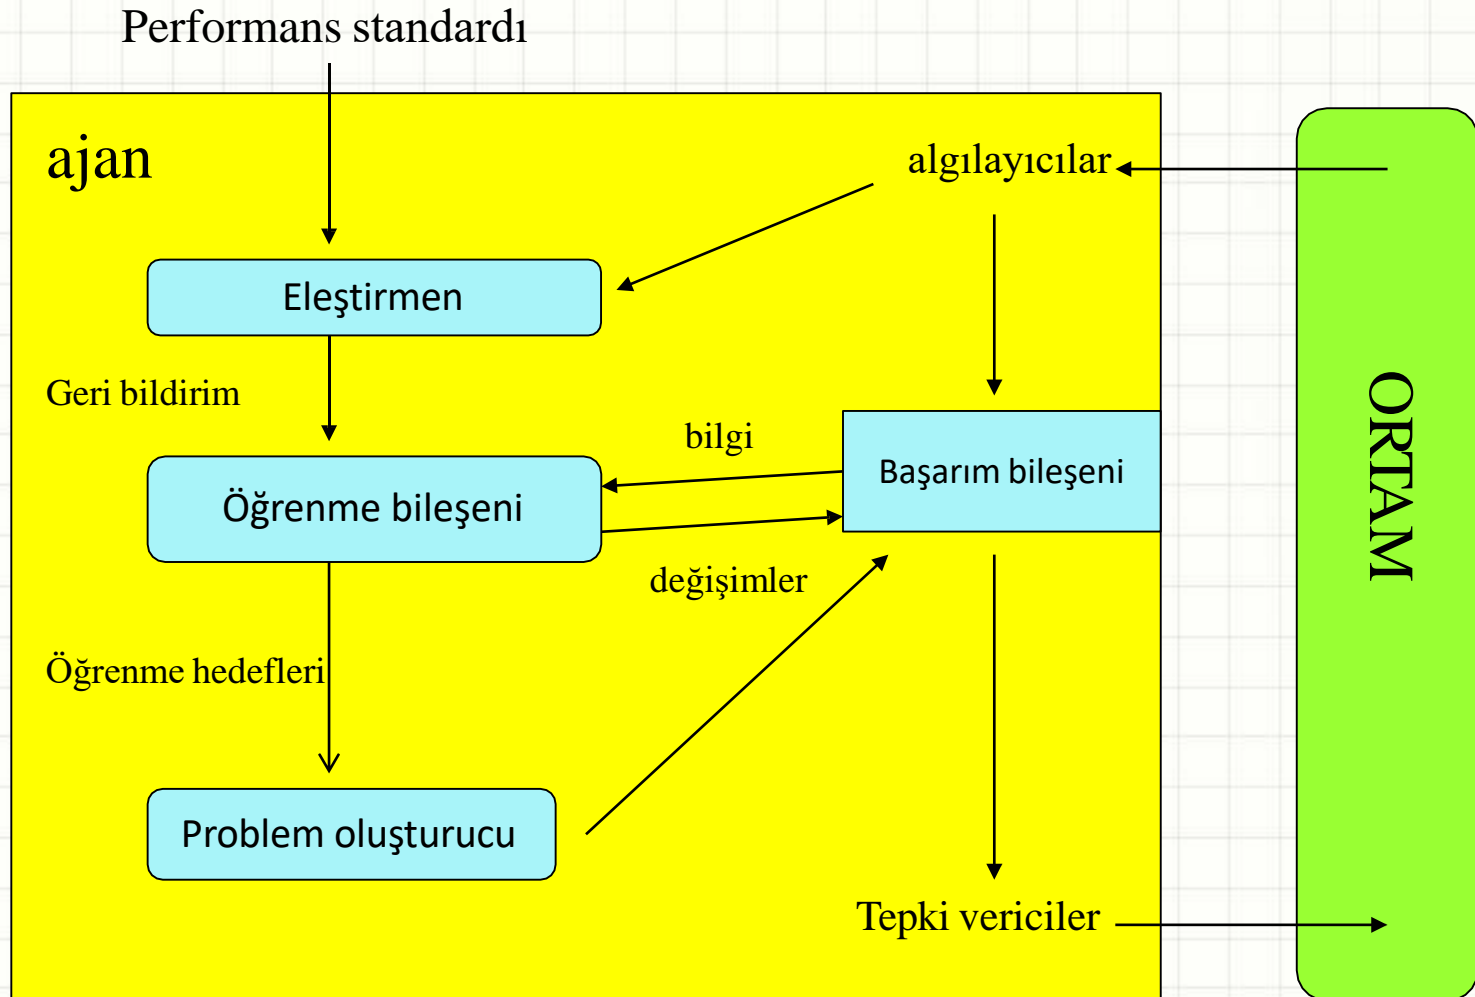 Performans standardı
ajan
algılayıcılar
Eleştirmen
Geri bildirim
bilgi
Başarım bileşeni
Öğrenme bileşeni
değişimler
Öğrenme hedefleri
Problem oluşturucu
Tepki vericiler
ORTAM